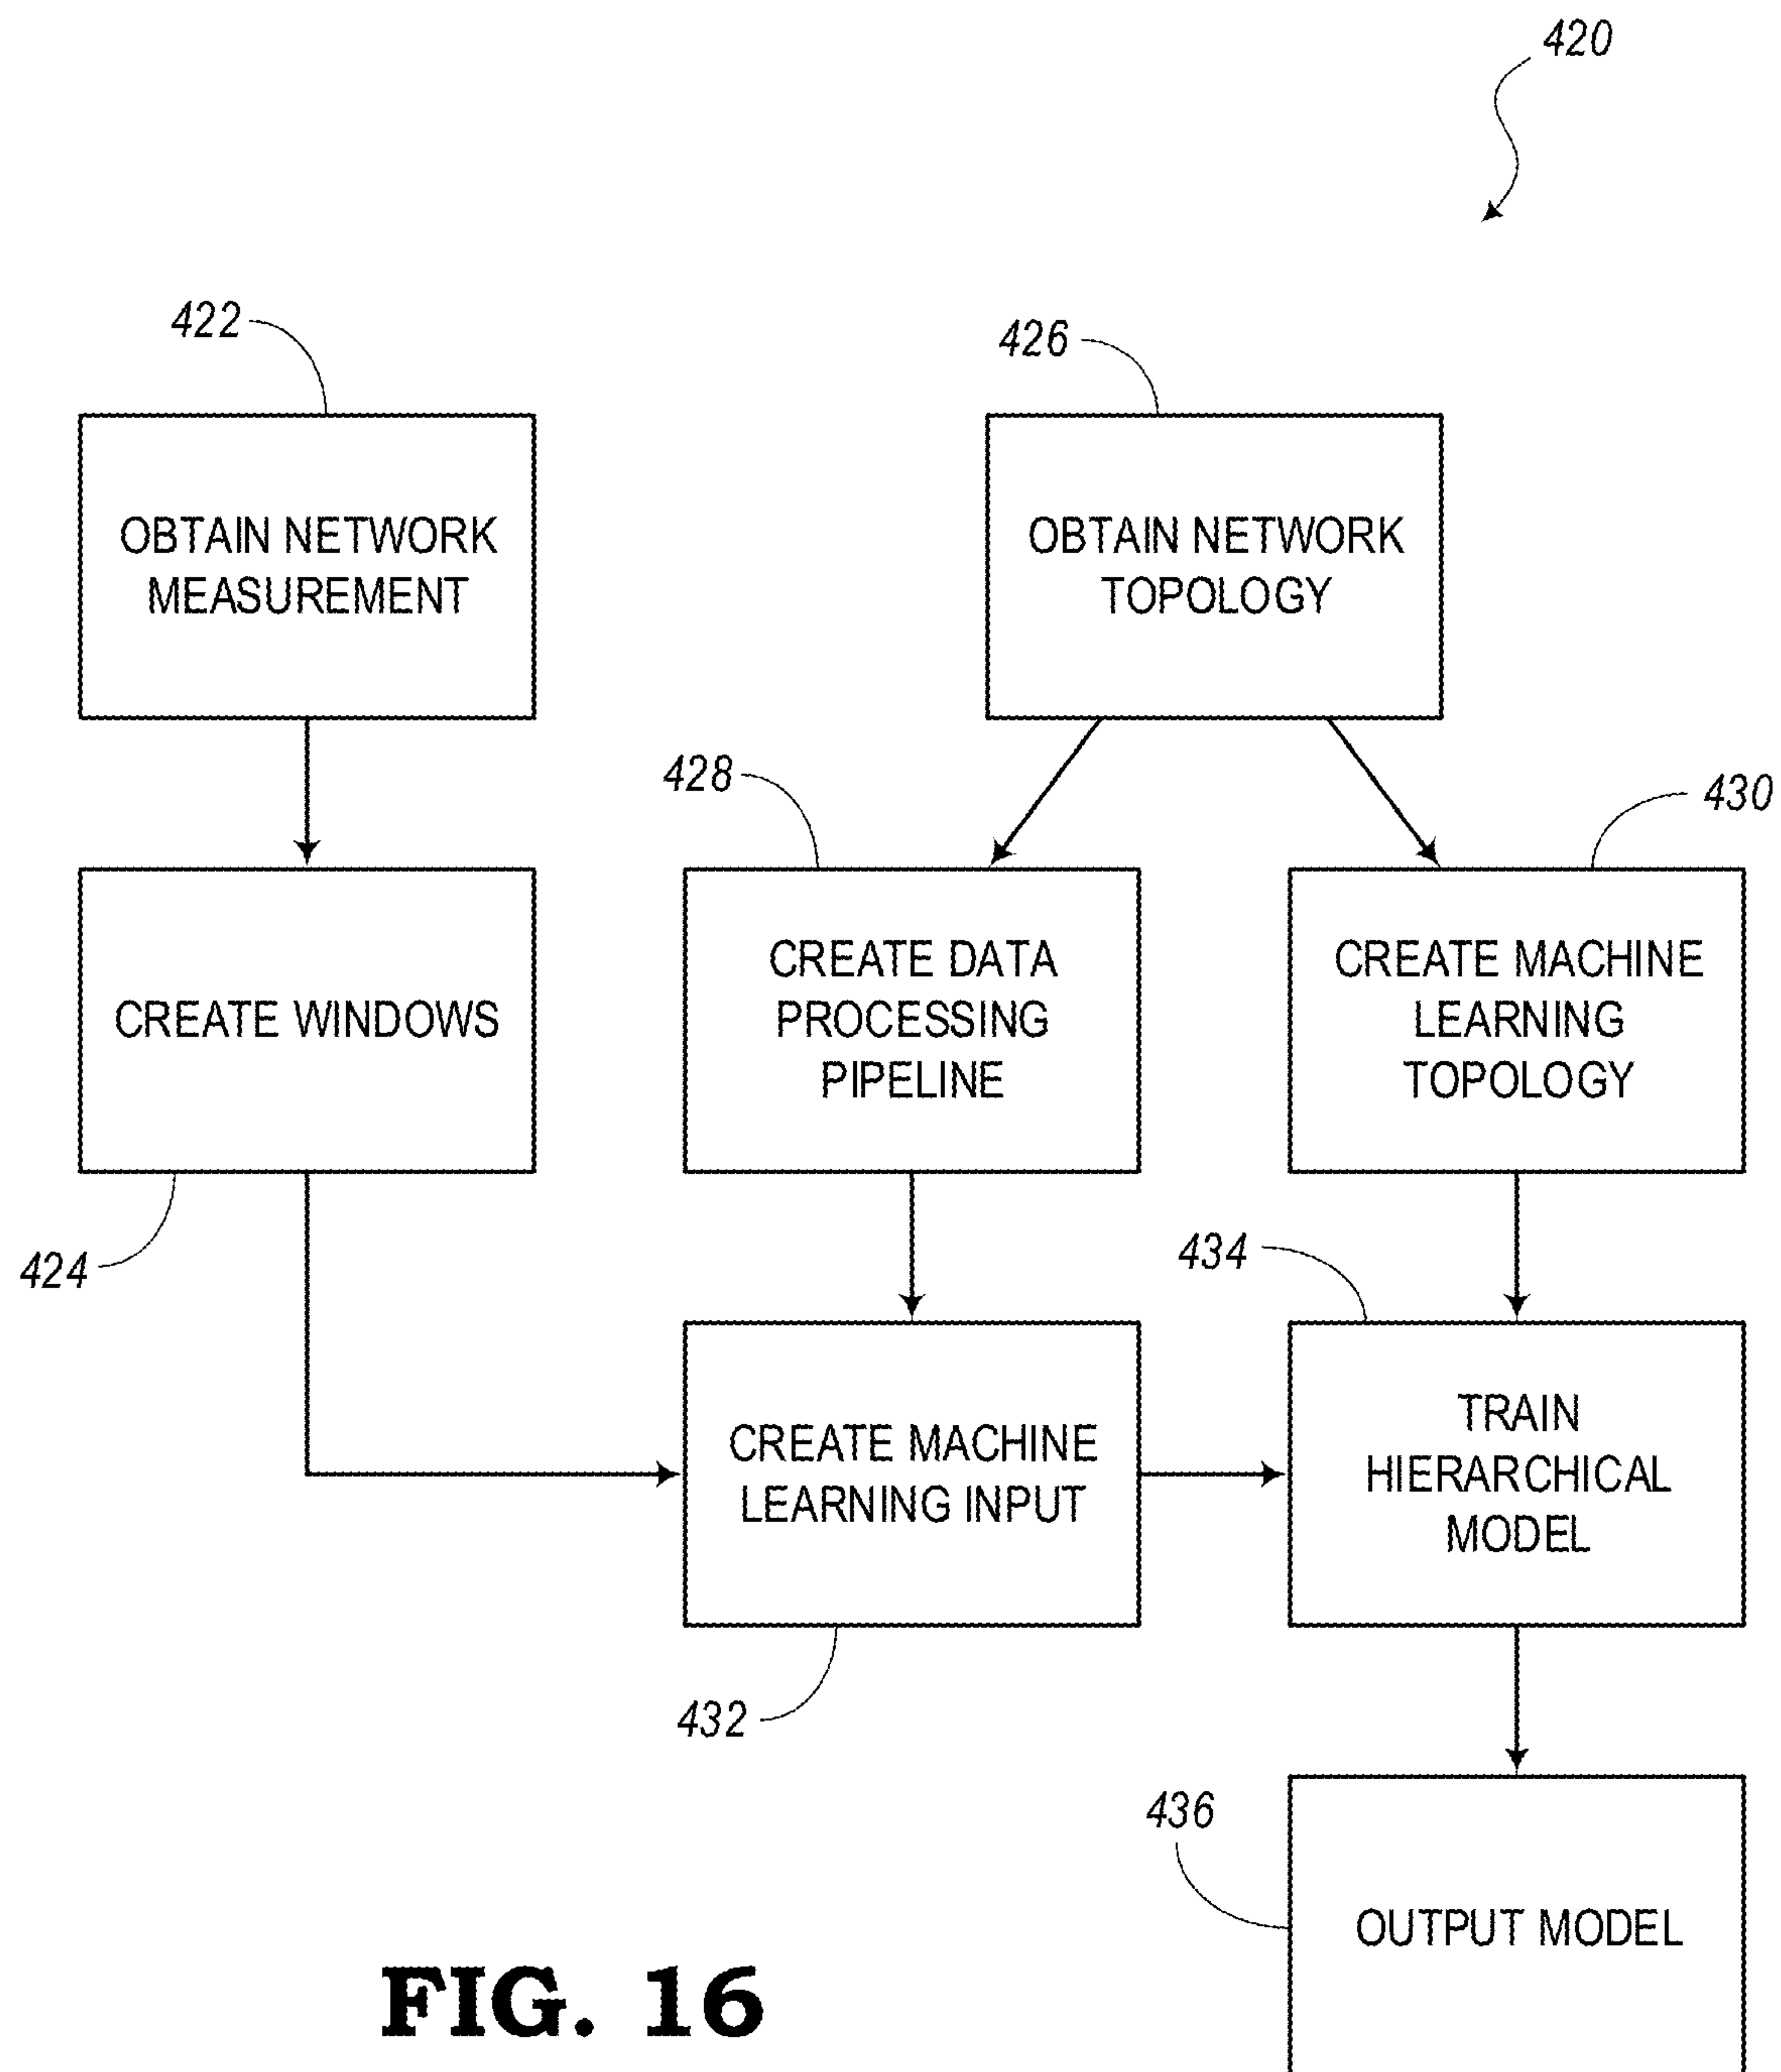 420
422
426
OBTAIN NETWORK
MEASUREMENT
OBTAIN NETWORK
TOPOLOGY
428
430
CREATE WINDOWS
CREATE DATA
PROCESSING
PIPELINE
CREATE MACHINE
LEARNING
TOPOLOGY
424
434
CREATE MACHINE
LEARNING INPUT
TRAIN
HIERARCHICAL
MODEL
432
436
OUTPUT MODEL
FIG. 16